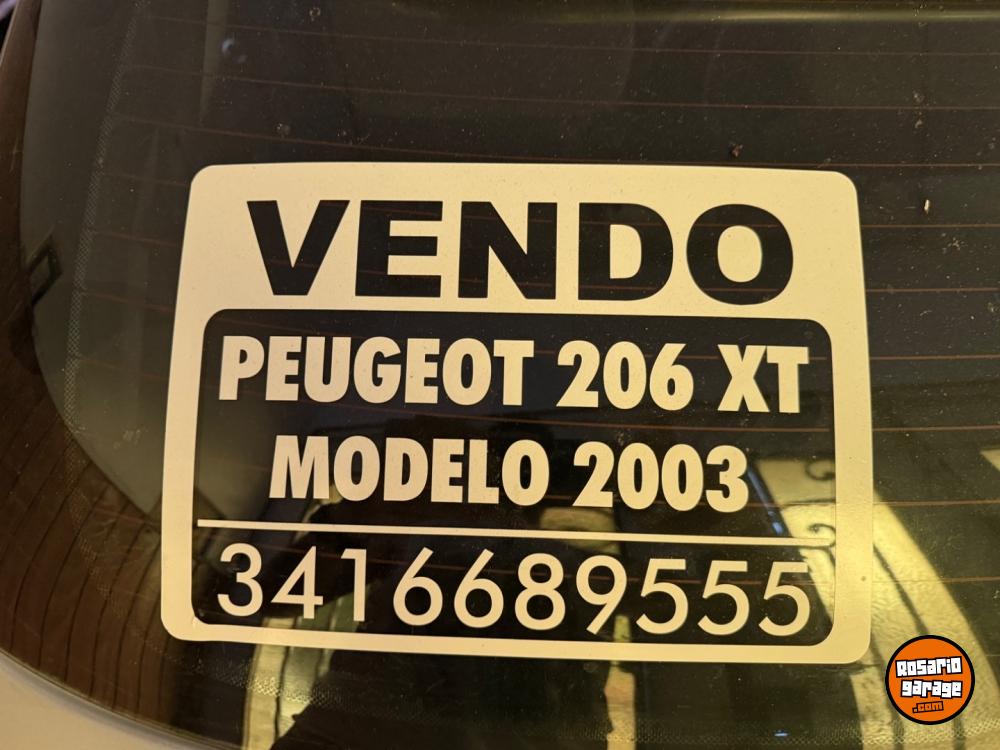 VENDO
PEUGEOT 206 XT
MODELO 2003
3416689555
Rosario
garage
.com